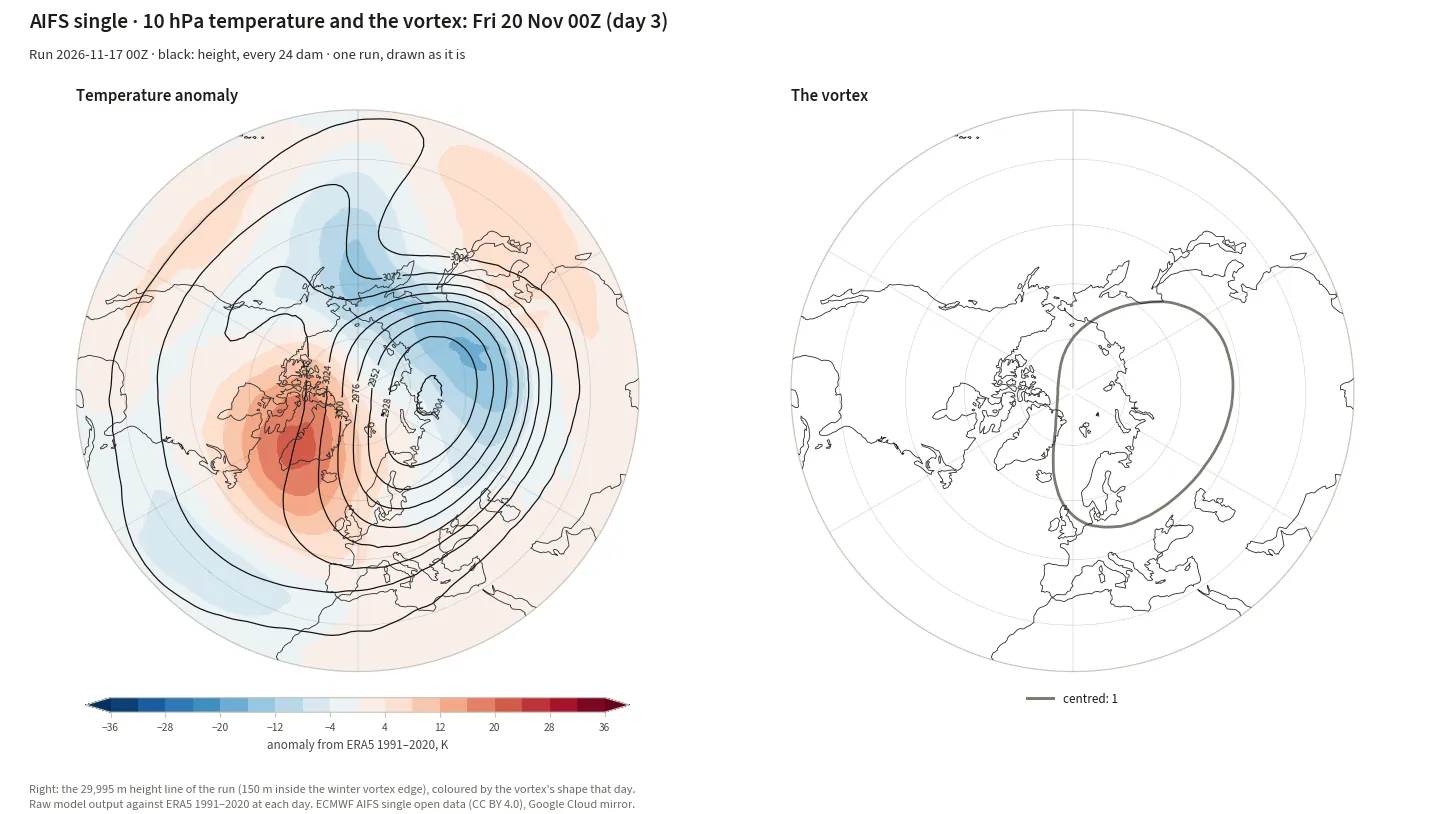 AIFS single · 10 hPa temperature and the vortex: Fri 20 Nov 00Z (day 3)
Run 2026-11-17 00Z · black: height, every 24 dam · one run, drawn as it is
Temperature anomaly
The vortex
3096
3072
3024
3000
2976
2952
2928
2904
−36 −28 −20 −12 −4 4 12 20 28 36
anomaly from ERA5 1991–2020, K
centred: 1
Right: the 29,995 m height line of the run (150 m inside the winter vortex edge), coloured by the vortex's shape that day.
Raw model output against ERA5 1991–2020 at each day. ECMWF AIFS single open data (CC BY 4.0), Google Cloud mirror.